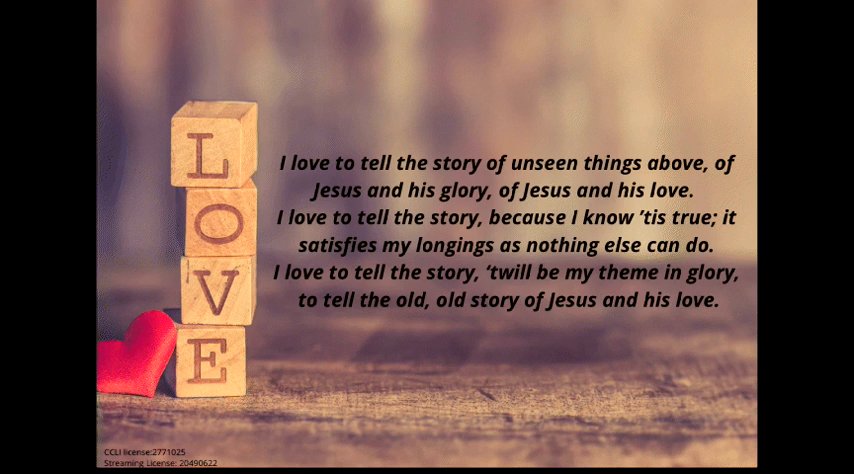 L
O
V
E
I love to tell the story of unseen things above, of
Jesus and his glory, of Jesus and his love.
I love to tell the story, because I know ’tis true; it
satisfies my longings as nothing else can do.
I love to tell the story, ‘twill be my theme in glory,
to tell the old, old story of Jesus and his love.
CCLI license:2771025
Streaming License: 20490622